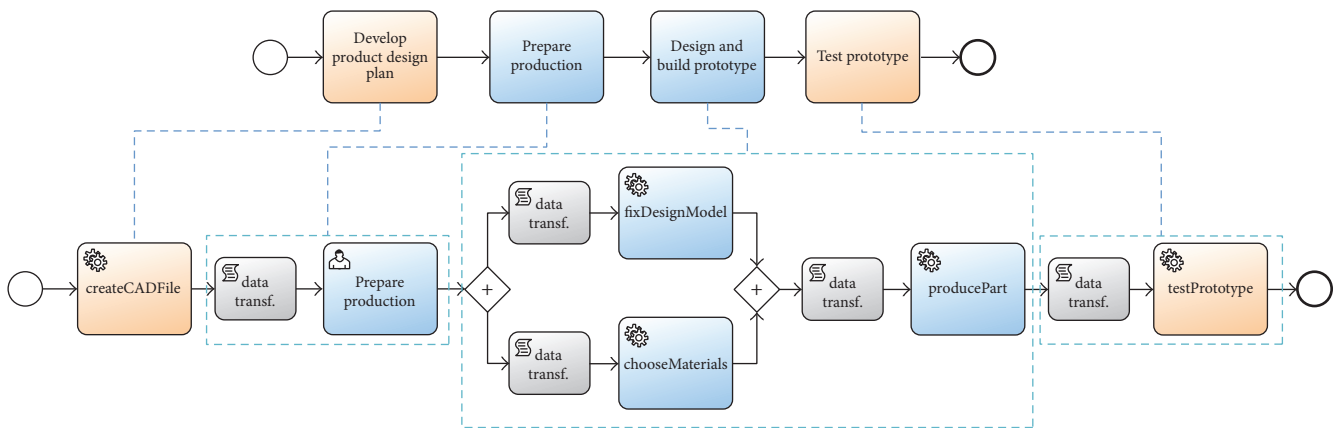 Develop
product design
plan
Prepare
production
Design and
build prototype
Test prototype
createCADFile
data
transf.
Prepare
production
+
data
transf.
fixDesignModel
data
transf.
chooseMaterials
+
data
transf.
producePart
data
transf.
testPrototype